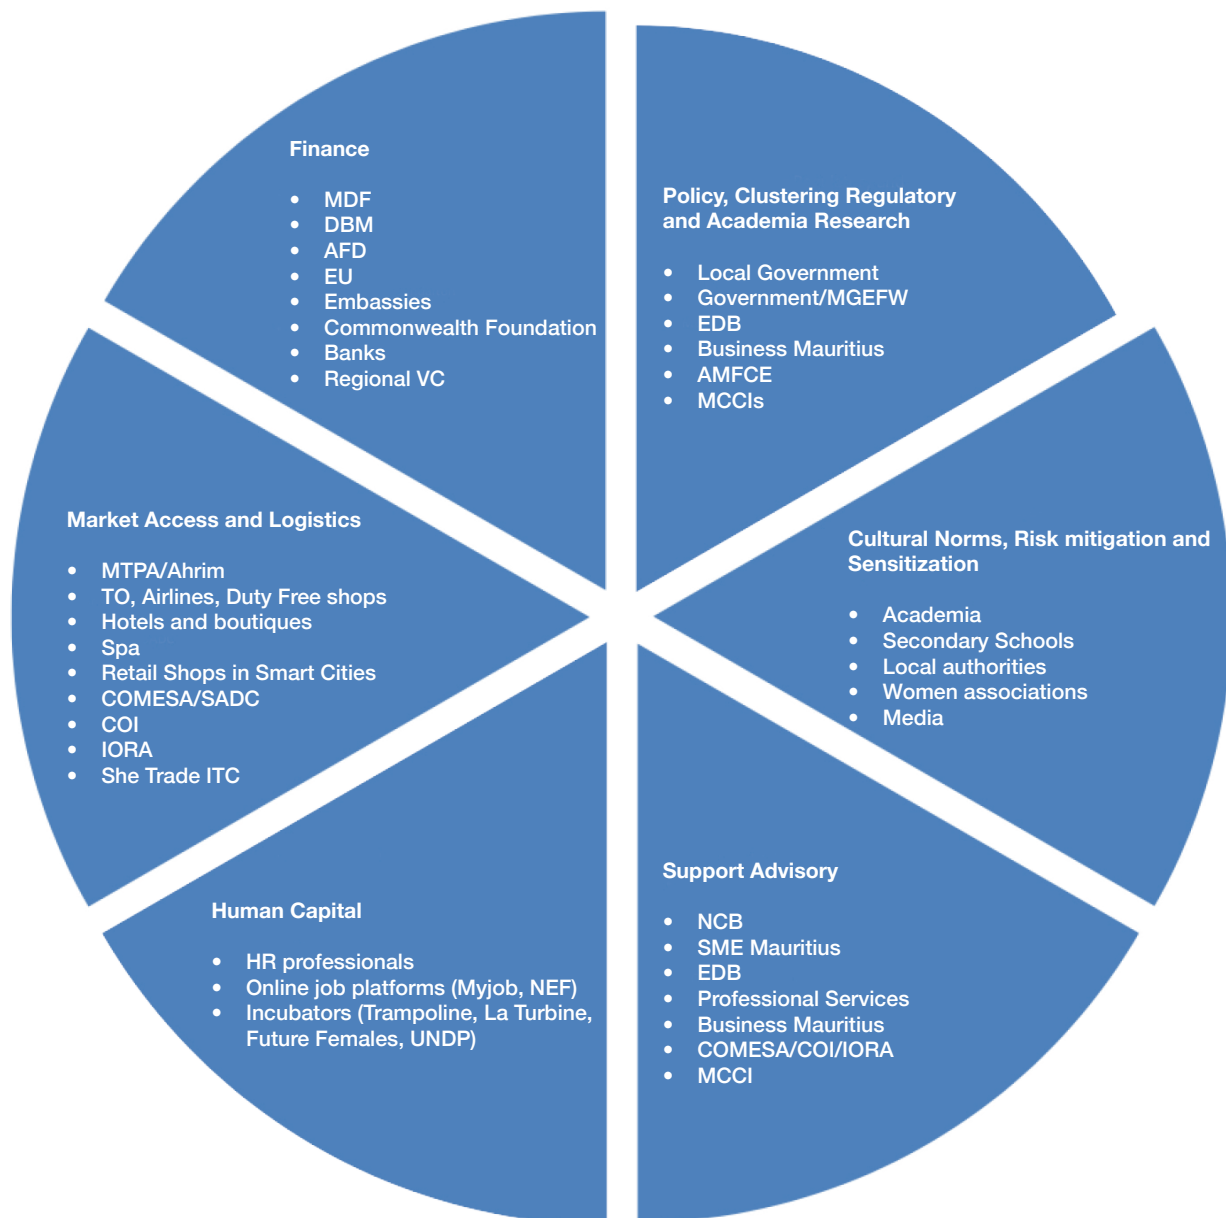 Finance
• MDF
• DBM
• AFD
• EU
• Embassies
• Commonwealth Foundation
• Banks
• Regional VC
Policy, Clustering Regulatory
and Academia Research
• Local Government
• Government/MGEFW
• EDB
• Business Mauritius
• AMFCE
• MCCIs
Market Access and Logistics
• MTPA/Ahrim
• TO, Airlines, Duty Free shops
• Hotels and boutiques
• Spa
• Retail Shops in Smart Cities
• COMESA/SADC
• COI
• IORA
• She Trade ITC
Cultural Norms, Risk mitigation and
Sensitization
• Academia
• Secondary Schools
• Local authorities
• Women associations
• Media
Human Capital
• HR professionals
• Online job platforms (Myjob, NEF)
• Incubators (Trampoline, La Turbine,
Future Females, UNDP)
Support Advisory
• NCB
• SME Mauritius
• EDB
• Professional Services
• Business Mauritius
• COMESA/COI/IORA
• MCCI